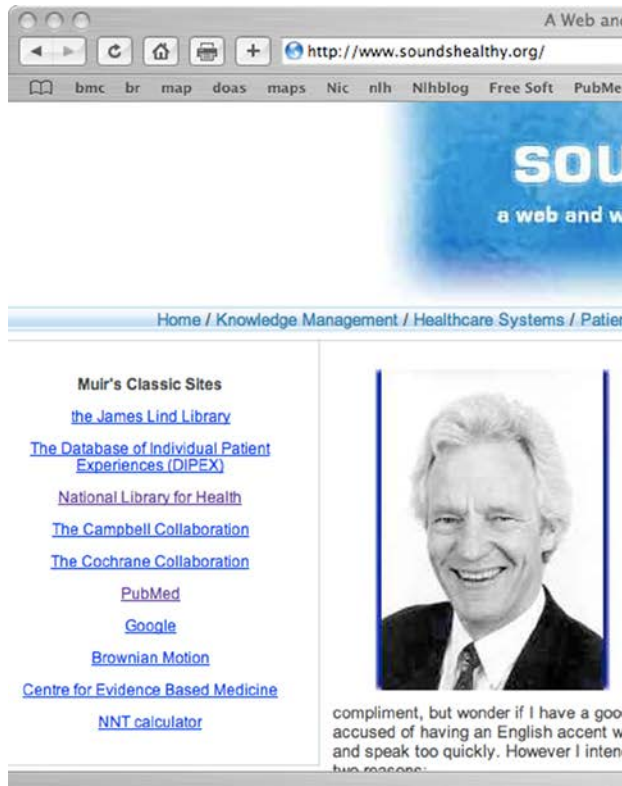 A Web and
http://www.soundshealthy.org/
bmc br map doas maps Nic nlh Nlhblog Free Soft PubMe
sou
a web and w
Home / Knowledge Management / Healthcare Systems / Patien
Muir's Classic Sites
the James Lind Library
The Database of Individual Patient
Experiences (DIPEX)
National Library for Health
The Campbell Collaboration
The Cochrane Collaboration
PubMed
Google
Brownian Motion
Centre for Evidence Based Medicine
NNT calculator
compliment, but wonder if I have a goo
accused of having an English accent w
and speak too quickly. However I intend
two reasons: